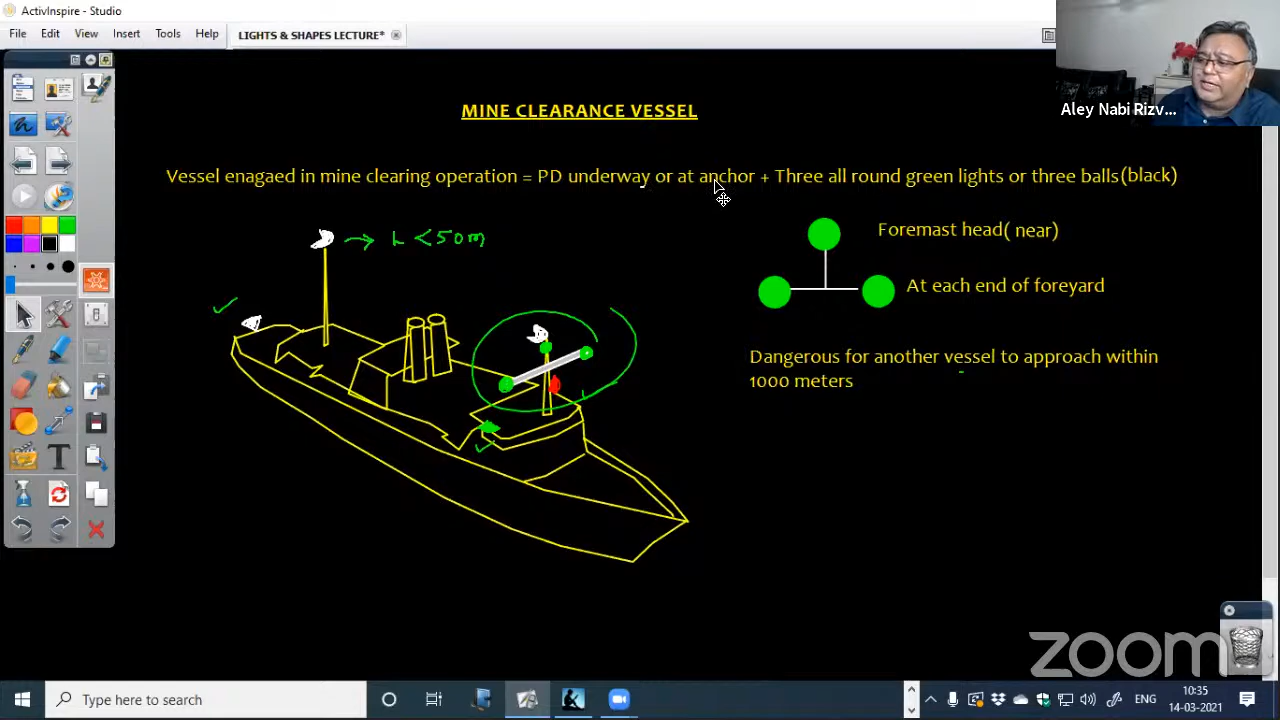 ActivInspire - Studio
File Edit View Insert Tools Help
LIGHTS & SHAPES LECTURE*
Aley Nabi Rizv...
MINE CLEARANCE VESSEL
Vessel enagaed in mine clearing operation = PD underway or at anchor + Three all round green lights or three balls(black)
L < 50m
Foremast head( near)
At each end of foreyard
Dangerous for another vessel to approach within
1000 meters
zoom
Type here to search
ENG
10:35
14-03-2021